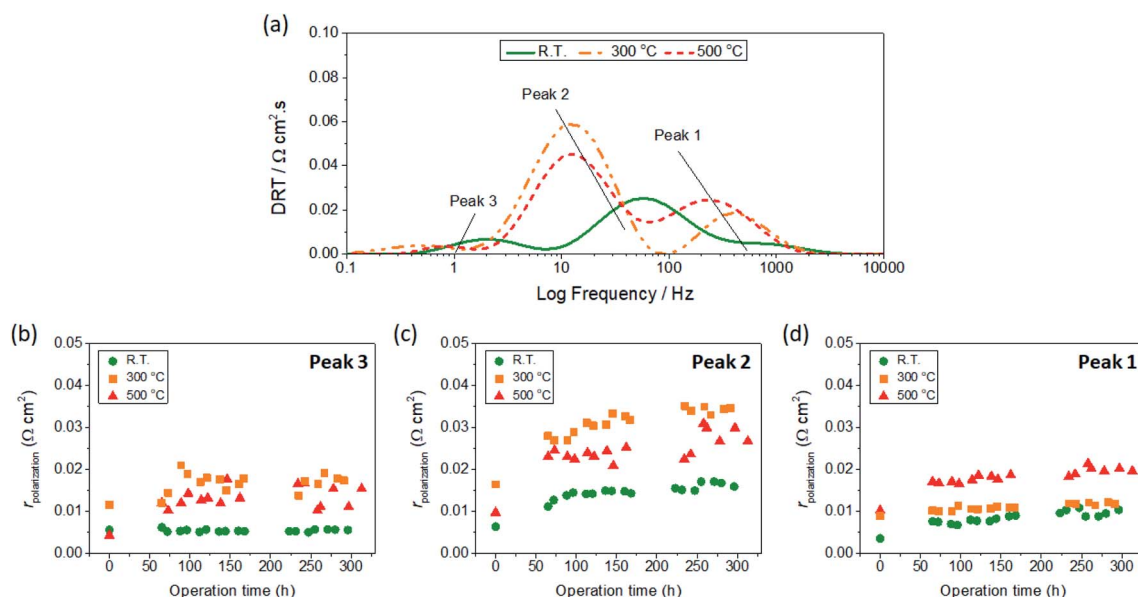 (a)
0.10
0.08
0.06
0.04
0.02
0.00
DRT / Ω cm².s
R.T. 300 °C 500 °C
Peak 2
Peak 1
Peak 3
0.1 1 10 100 1000 10000
Log Frequency / Hz
(b)
0.05
0.04
0.03
0.02
0.01
0.00
rpolarization (Ω cm²)
R.T.
300 °C
500 °C
Peak 3
0 50 100 150 200 250 300
Operation time (h)
(c)
0.05
0.04
0.03
0.02
0.01
0.00
rpolarization (Ω cm²)
R.T.
300 °C
500 °C
Peak 2
0 50 100 150 200 250 300
Operation time (h)
(d)
0.05
0.04
0.03
0.02
0.01
0.00
rpolarization (Ω cm²)
R.T.
300 °C
500 °C
Peak 1
0 50 100 150 200 250 300
Operation time (h)